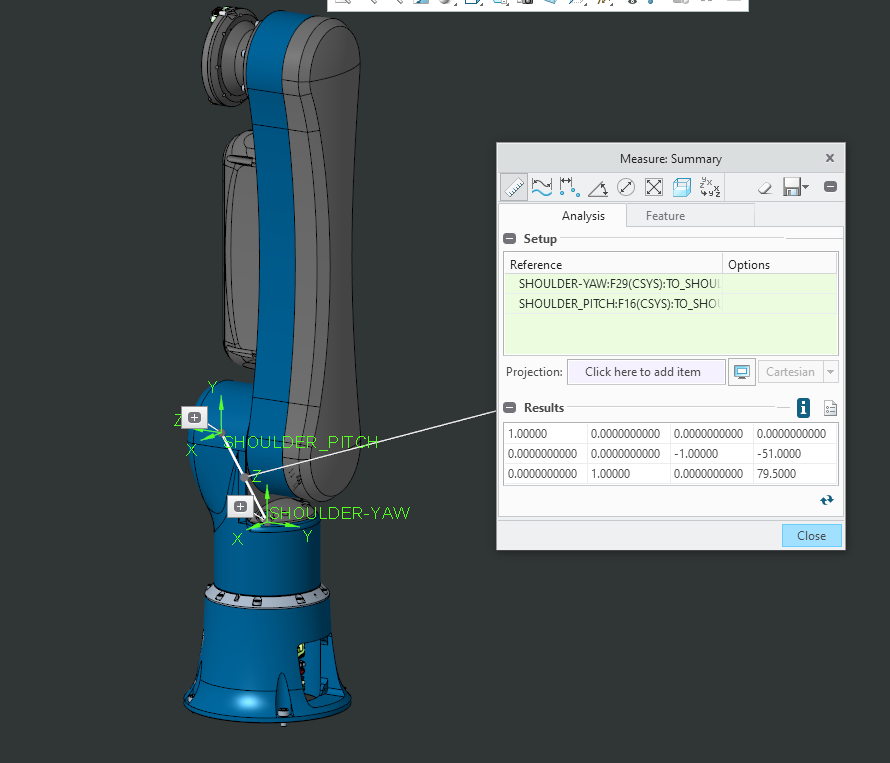 Measure: Summary
Analysis
Feature
Setup
Reference Options
SHOULDER-YAW:F29(CSYS):TO_SHOUL
SHOULDER_PITCH:F16(CSYS):TO_SHOU
Projection: Click here to add item Cartesian
Results
1.00000 0.0000000000 0.0000000000 0.0000000000
0.0000000000 0.0000000000 -1.00000 -51.0000
0.0000000000 1.00000 0.0000000000 79.5000
Close
Y
Z
X
SHOULDER_PITCH
Z
SHOULDER-YAW
X
Y